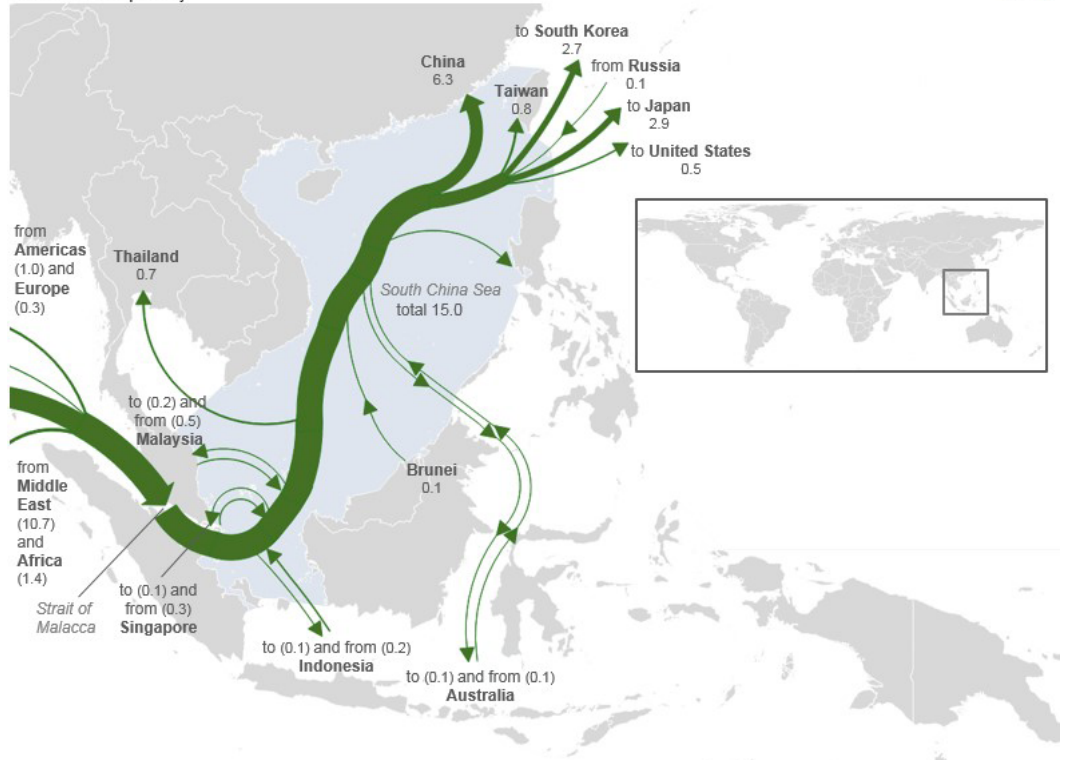 to South Korea
2.7
China
6.3
from Russia
0.1
Taiwan
0.8
to Japan
2.9
to United States
0.5
from
Americas
(1.0) and
Europe
(0.3)
Thailand
0.7
South China Sea
total 15.0
to (0.2) and
from (0.5)
Malaysia
from
Middle
East
(10.7)
and
Africa
(1.4)
Brunei
0.1
Strait of
Malacca
to (0.1) and
from (0.3)
Singapore
to (0.1) and from (0.2)
Indonesia
to (0.1) and from (0.1)
Australia